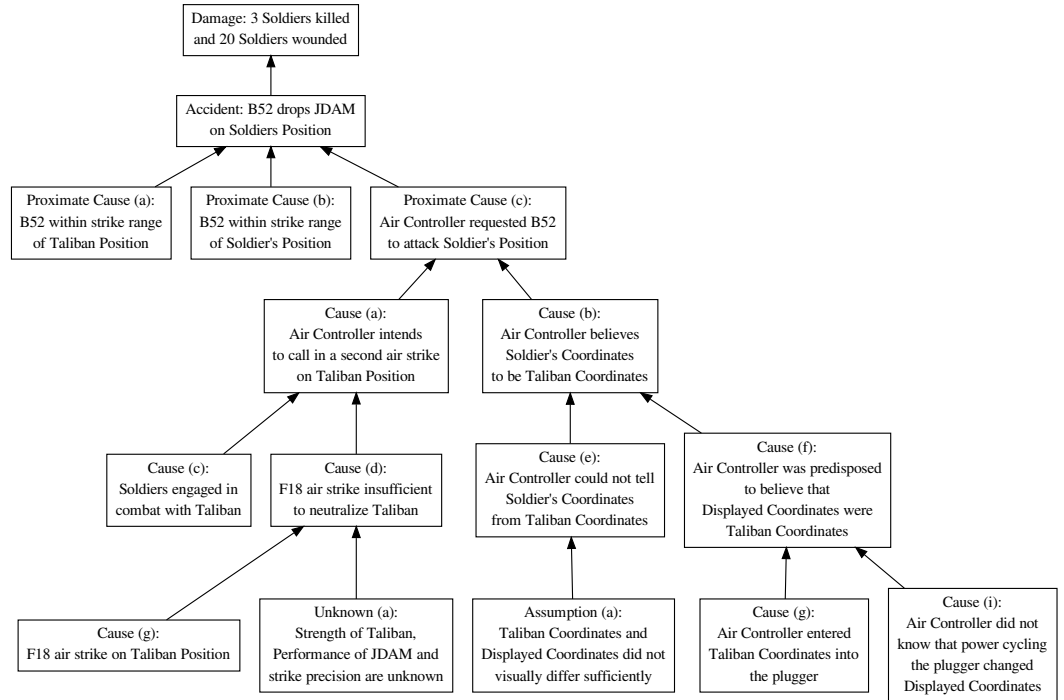 Damage: 3 Soldiers killed
and 20 Soldiers wounded
Accident: B52 drops JDAM
on Soldiers Position
Proximate Cause (a):
B52 within strike range
of Taliban Position
Proximate Cause (b):
B52 within strike range
of Soldier's Position
Proximate Cause (c):
Air Controller requested B52
to attack Soldier's Position
Cause (a):
Air Controller intends
to call in a second air strike
on Taliban Position
Cause (b):
Air Controller believes
Soldier's Coordinates
to be Taliban Coordinates
Cause (c):
Soldiers engaged in
combat with Taliban
Cause (d):
F18 air strike insufficient
to neutralize Taliban
Cause (e):
Air Controller could not tell
Soldier's Coordinates
from Taliban Coordinates
Cause (f):
Air Controller was predisposed
to believe that
Displayed Coordinates were
Taliban Coordinates
Cause (g):
F18 air strike on Taliban Position
Unknown (a):
Strength of Taliban,
Performance of JDAM and
strike precision are unknown
Assumption (a):
Taliban Coordinates and
Displayed Coordinates did not
visually differ sufficiently
Cause (g):
Air Controller entered
Taliban Coordinates into
the plugger
Cause (i):
Air Controller did not
know that power cycling
the plugger changed
Displayed Coordinates